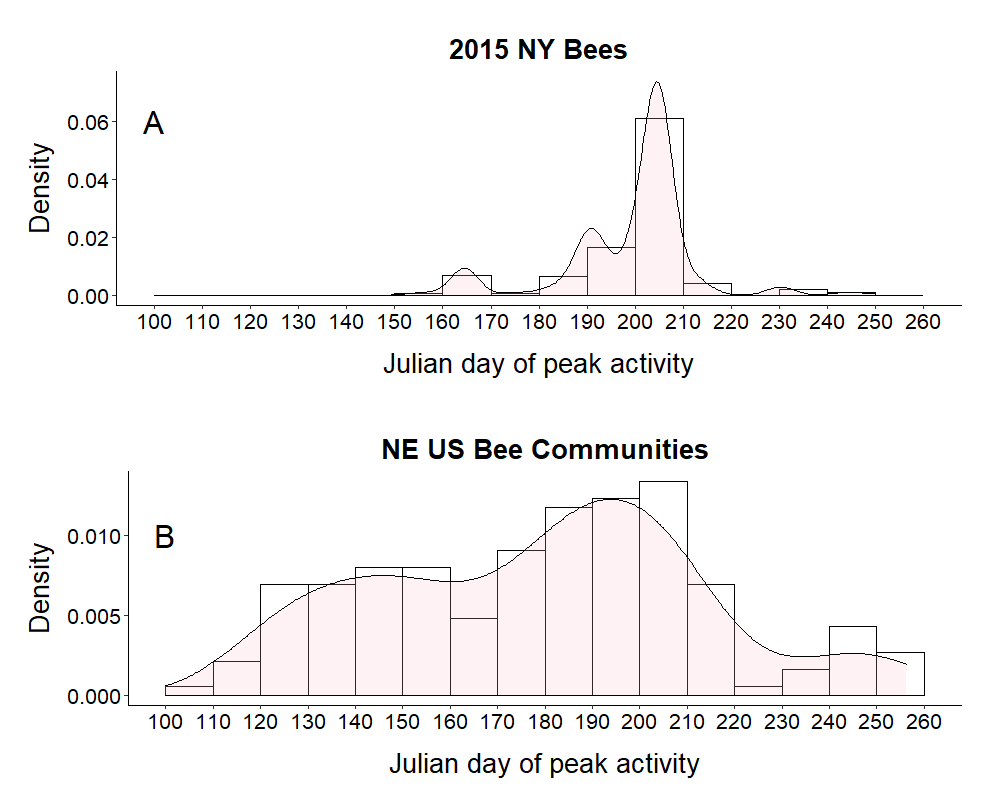 2015 NY Bees
A
Density
0.06
0.04
0.02
0.00
100 110 120 130 140 150 160 170 180 190 200 210 220 230 240 250 260
Julian day of peak activity
NE US Bee Communities
B
Density
0.010
0.005
0.000
100 110 120 130 140 150 160 170 180 190 200 210 220 230 240 250 260
Julian day of peak activity